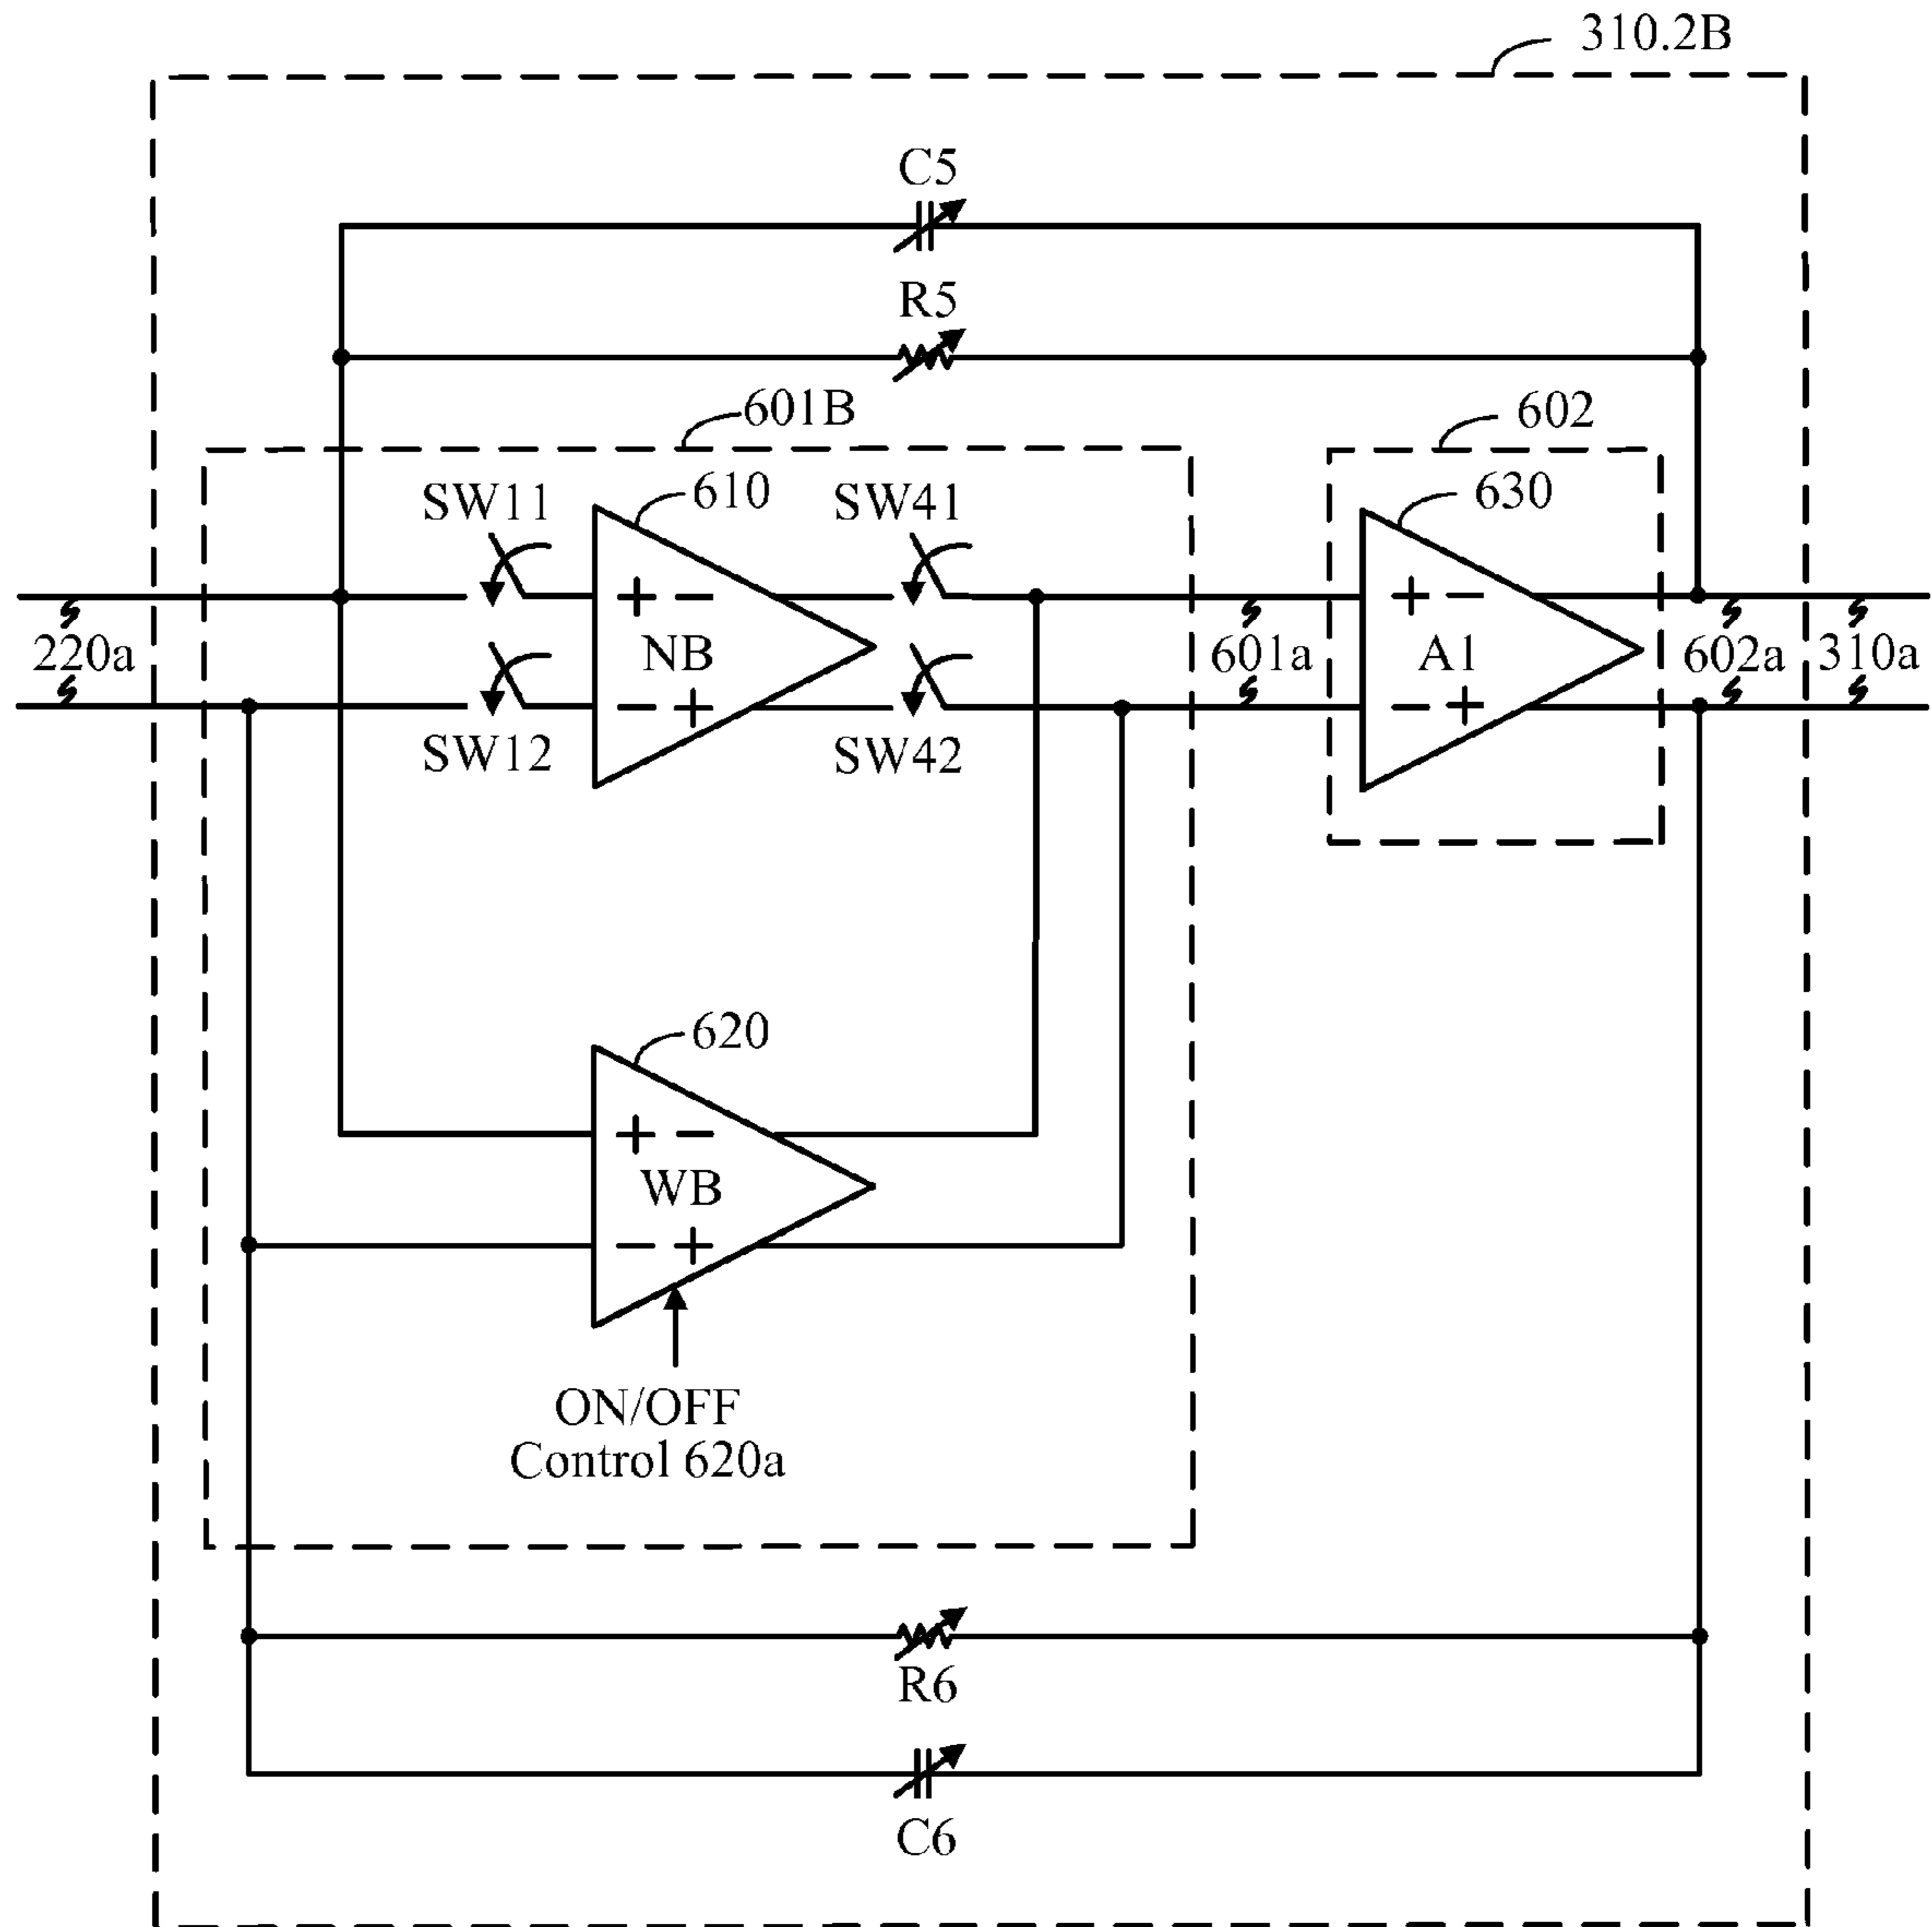 310.2B
C5
R5
601B
602
SW11
610
SW41
630
+ −
+ −
220a
NB
601a
A1
602a
310a
− +
− +
SW12
SW42
620
+ −
WB
− +
ON/OFF
Control 620a
R6
C6